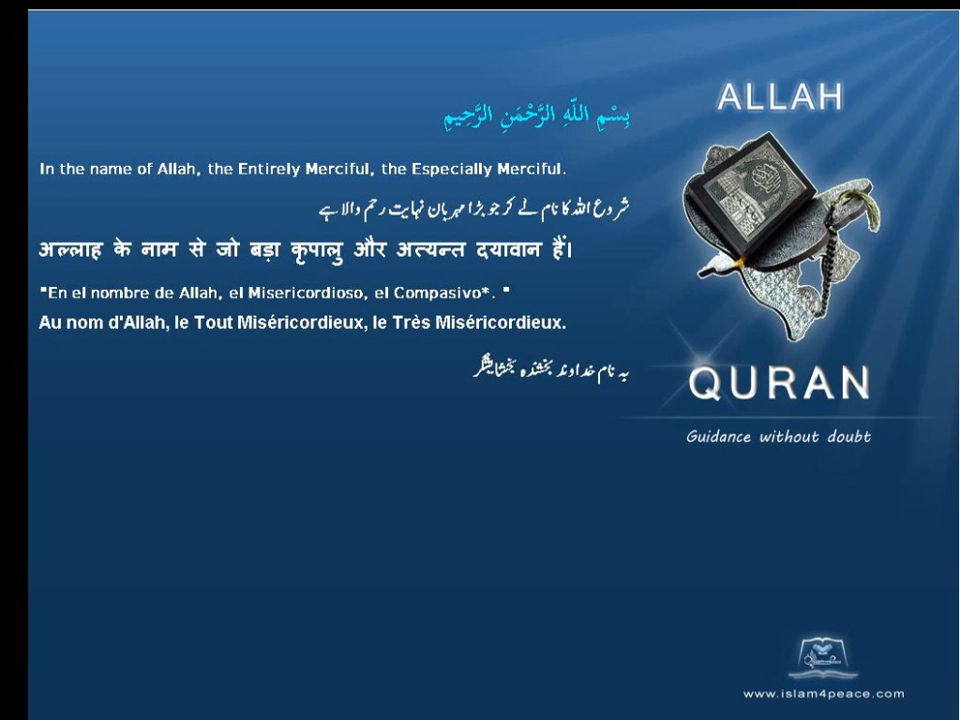 بِسْمِ اللّهِ الرَّحْمَنِ الرَّحِيمِ
In the name of Allah, the Entirely Merciful, the Especially Merciful.
شروع اللہ کا نام لے کر جو بڑا مہربان نہایت رحم والا ہے
अल्लाह के नाम से जो बड़ा कृपालु और अत्यन्त दयावान हैं।
"En el nombre de Allah, el Misericordioso, el Compasivo*. "
Au nom d'Allah, le Tout Miséricordieux, le Très Miséricordieux.
به نام خداوند بخشنده بخشایشگر
ALLAH
QURAN
Guidance without doubt
www.islam4peace.com